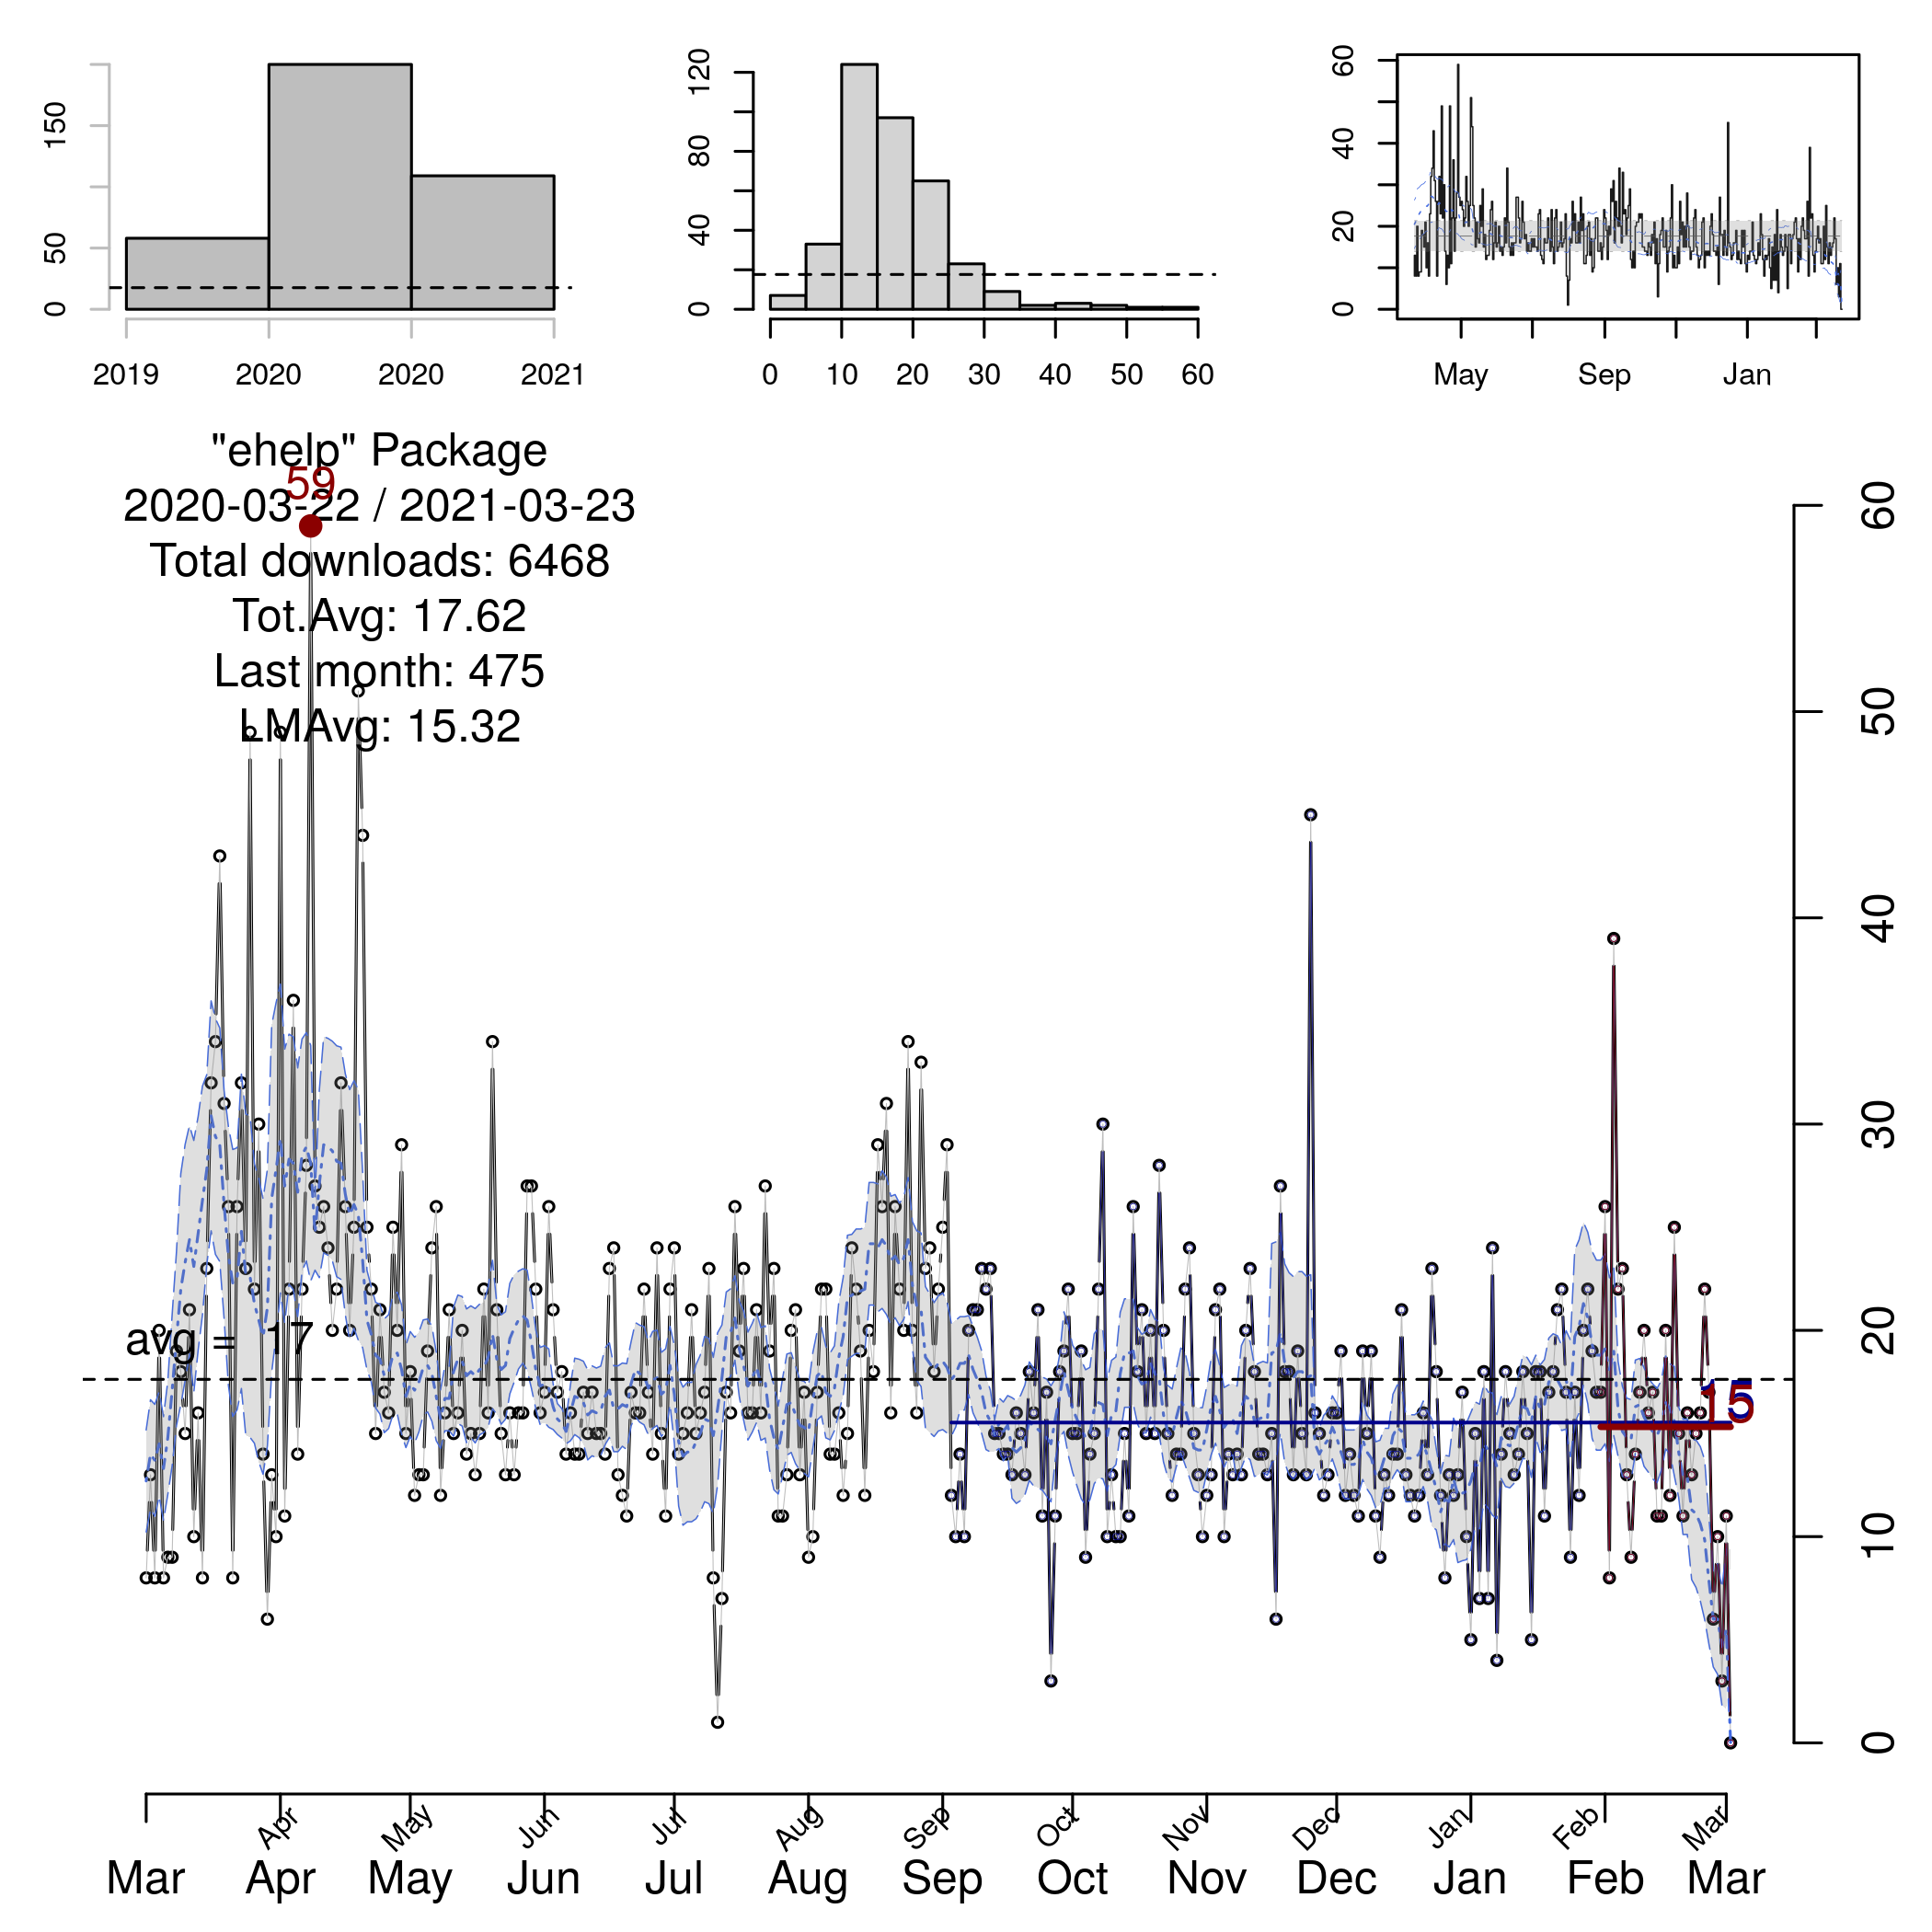 150
50
0
2019 2020 2020 2021
120
80
40
0
0 10 20 30 40 50 60
60
40
20
0
May Sep Jan
"ehelp" Package
59
2020-03-22 / 2021-03-23
Total downloads: 6468
Tot.Avg: 17.62
Last month: 475
LMAvg: 15.32
avg = 17
15
15
60
50
40
30
20
10
0
Apr May Jun Jul Aug Sep Oct Nov Dec Jan Feb Mar
Mar Apr May Jun Jul Aug Sep Oct Nov Dec Jan Feb Mar